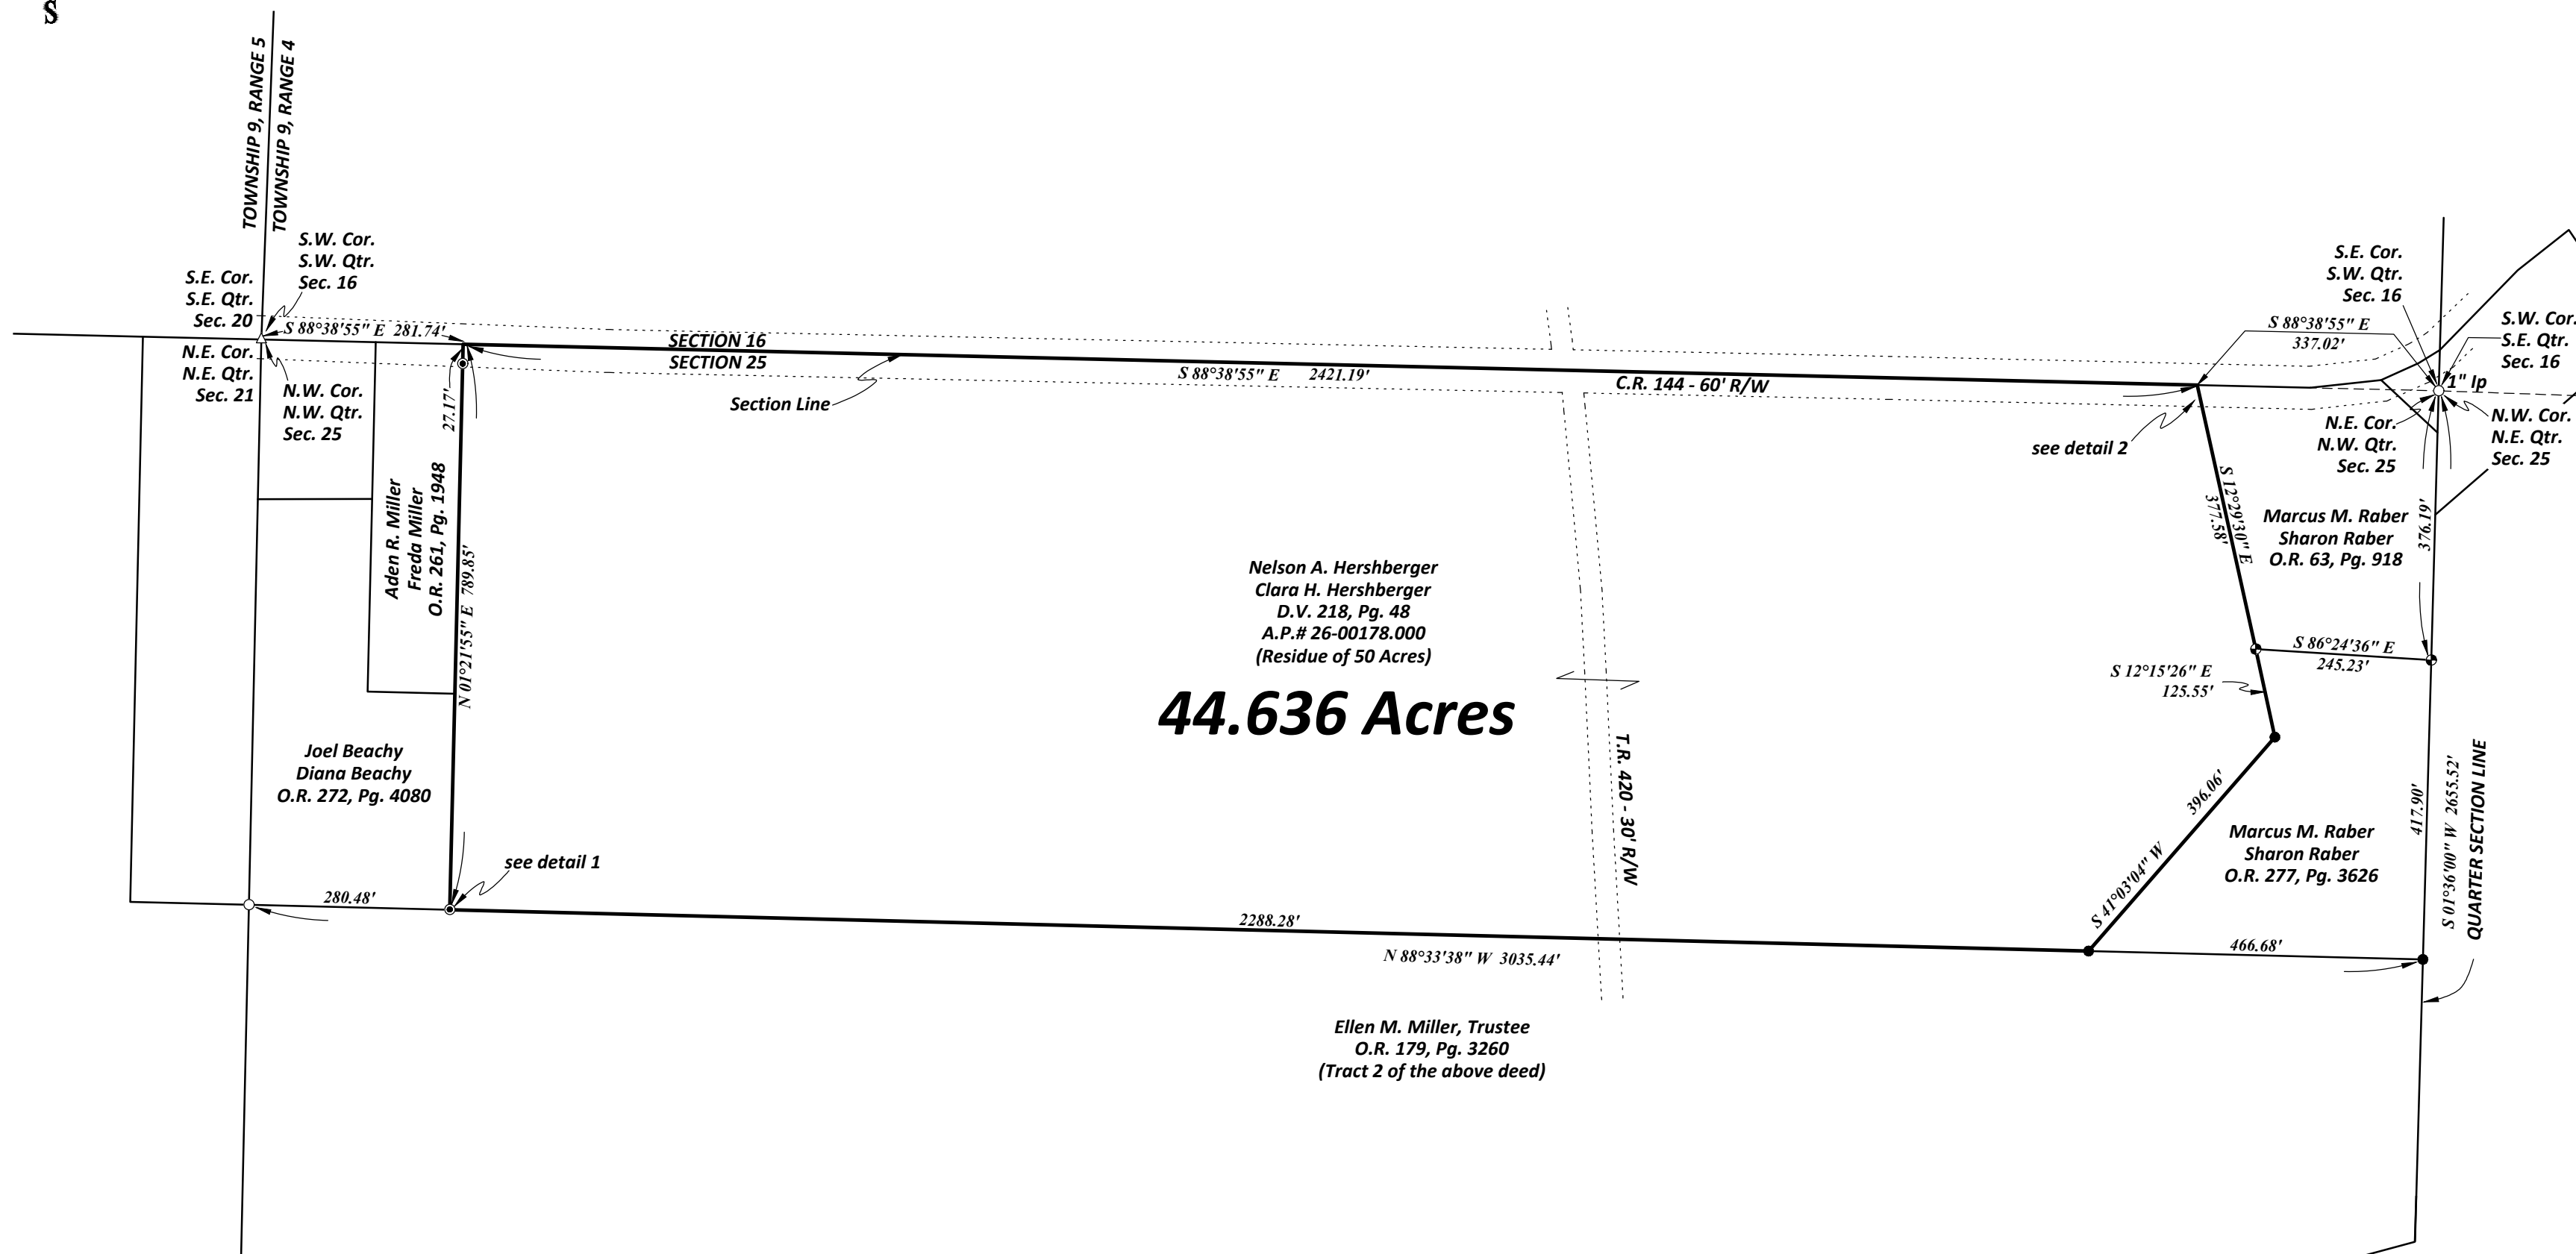 S
TOWNSHIP 9, RANGE 5
TOWNSHIP 9, RANGE 4
S.W. Cor.
S.W. Qtr.
Sec. 16
S.E. Cor.
S.E. Qtr.
Sec. 20
S 88°38'55" E 281.74'
N.E. Cor.
N.E. Qtr.
Sec. 21
N.W. Cor.
N.W. Qtr.
Sec. 25
SECTION 16
SECTION 25
Section Line
S 88°38'55" E 2421.19'
C.R. 144 - 60' R/W
S.E. Cor.
S.W. Qtr.
Sec. 16
S 88°38'55" E
337.02'
S.W. Cor.
S.E. Qtr.
Sec. 16
1" Ip
N.E. Cor.
N.W. Qtr.
Sec. 25
N.W. Cor.
N.E. Qtr.
Sec. 25
see detail 2
27.17'
Aden R. Miller
Freda Miller
O.R. 261, Pg. 1948
N 01°21'55" E 789.85'
Nelson A. Hershberger
Clara H. Hershberger
D.V. 218, Pg. 48
A.P.# 26-00178.000
(Residue of 50 Acres)
44.636 Acres
S 12°29'30" E
377.58'
Marcus M. Raber
Sharon Raber
O.R. 63, Pg. 918
376.19'
S 86°24'36" E
245.23'
S 12°15'26" E
125.55'
T.R. 420 - 30' R/W
Joel Beachy
Diana Beachy
O.R. 272, Pg. 4080
see detail 1
280.48'
2288.28'
N 88°33'38" W 3035.44'
396.06'
S 41°03'04" W
Marcus M. Raber
Sharon Raber
O.R. 277, Pg. 3626
417.90'
S 01°36'00" W 2655.52'
QUARTER SECTION LINE
466.68'
Ellen M. Miller, Trustee
O.R. 179, Pg. 3260
(Tract 2 of the above deed)